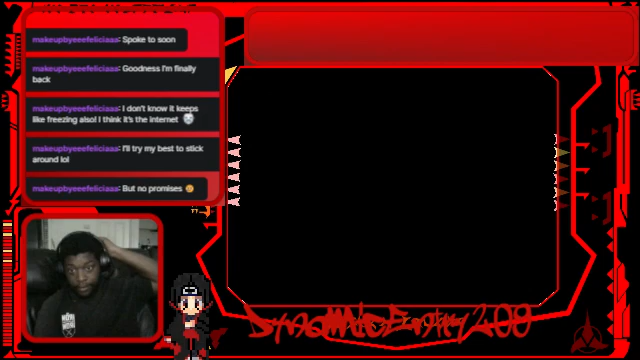 makeupbyeeefeliciaaa: Spoke to soon
makeupbyeeefeliciaaa: Goodness I'm finally
back
makeupbyeeefeliciaaa: I don't know it keeps
like freezing also! I think it's the internet
makeupbyeeefeliciaaa: I'll try my best to stick
around lol
makeupbyeeefeliciaaa: But no promises